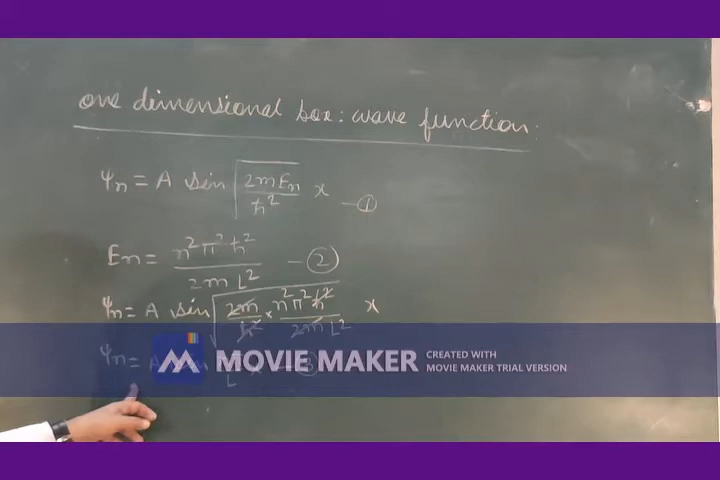 one dimensional box: wave function.
ψn = A sin √(2mEn/ħ²) x —①
En = n²π²ħ²/2mL² —②
ψn = A sin √(2m/ħ² × n²π²ħ²/2mL²) x
ψn =
L
MOVIE MAKER
CREATED WITH
MOVIE MAKER TRIAL VERSION